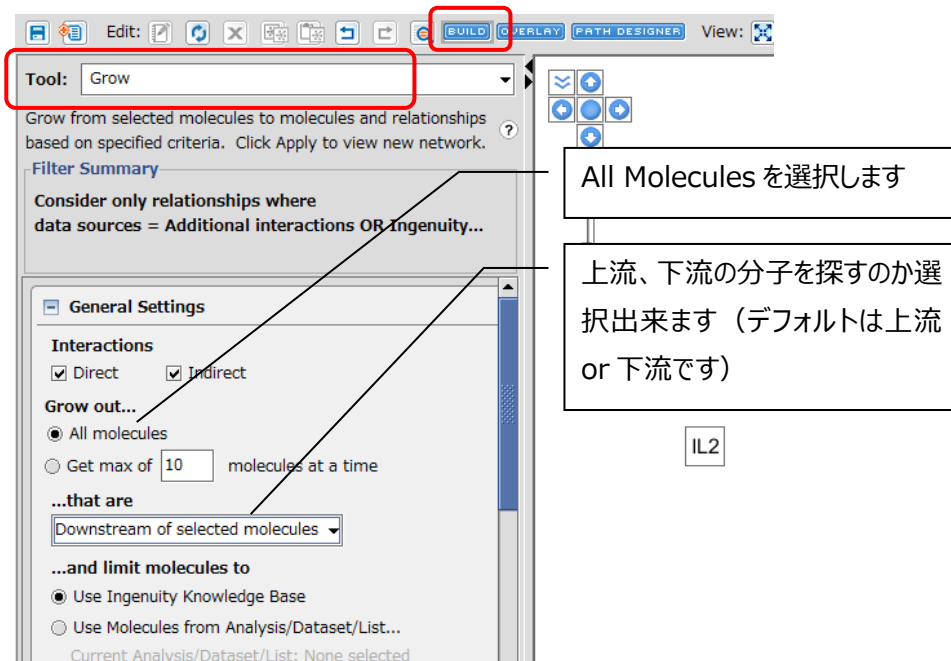 Edit: BUILD OVERLAY PATH DESIGNER View:
Tool: Grow
Grow from selected molecules to molecules and relationships
based on specified criteria. Click Apply to view new network.
?
Filter Summary
Consider only relationships where
data sources = Additional interactions OR Ingenuity...
All Molecules を選択します
上流、下流の分子を探すのか選
択出来ます（デフォルトは上流
or 下流です）
General Settings
Interactions
Direct Indirect
Grow out...
All molecules
Get max of 10 molecules at a time
...that are
Downstream of selected molecules
...and limit molecules to
Use Ingenuity Knowledge Base
Use Molecules from Analysis/Dataset/List...
Current Analysis/Dataset/List: None selected
IL2